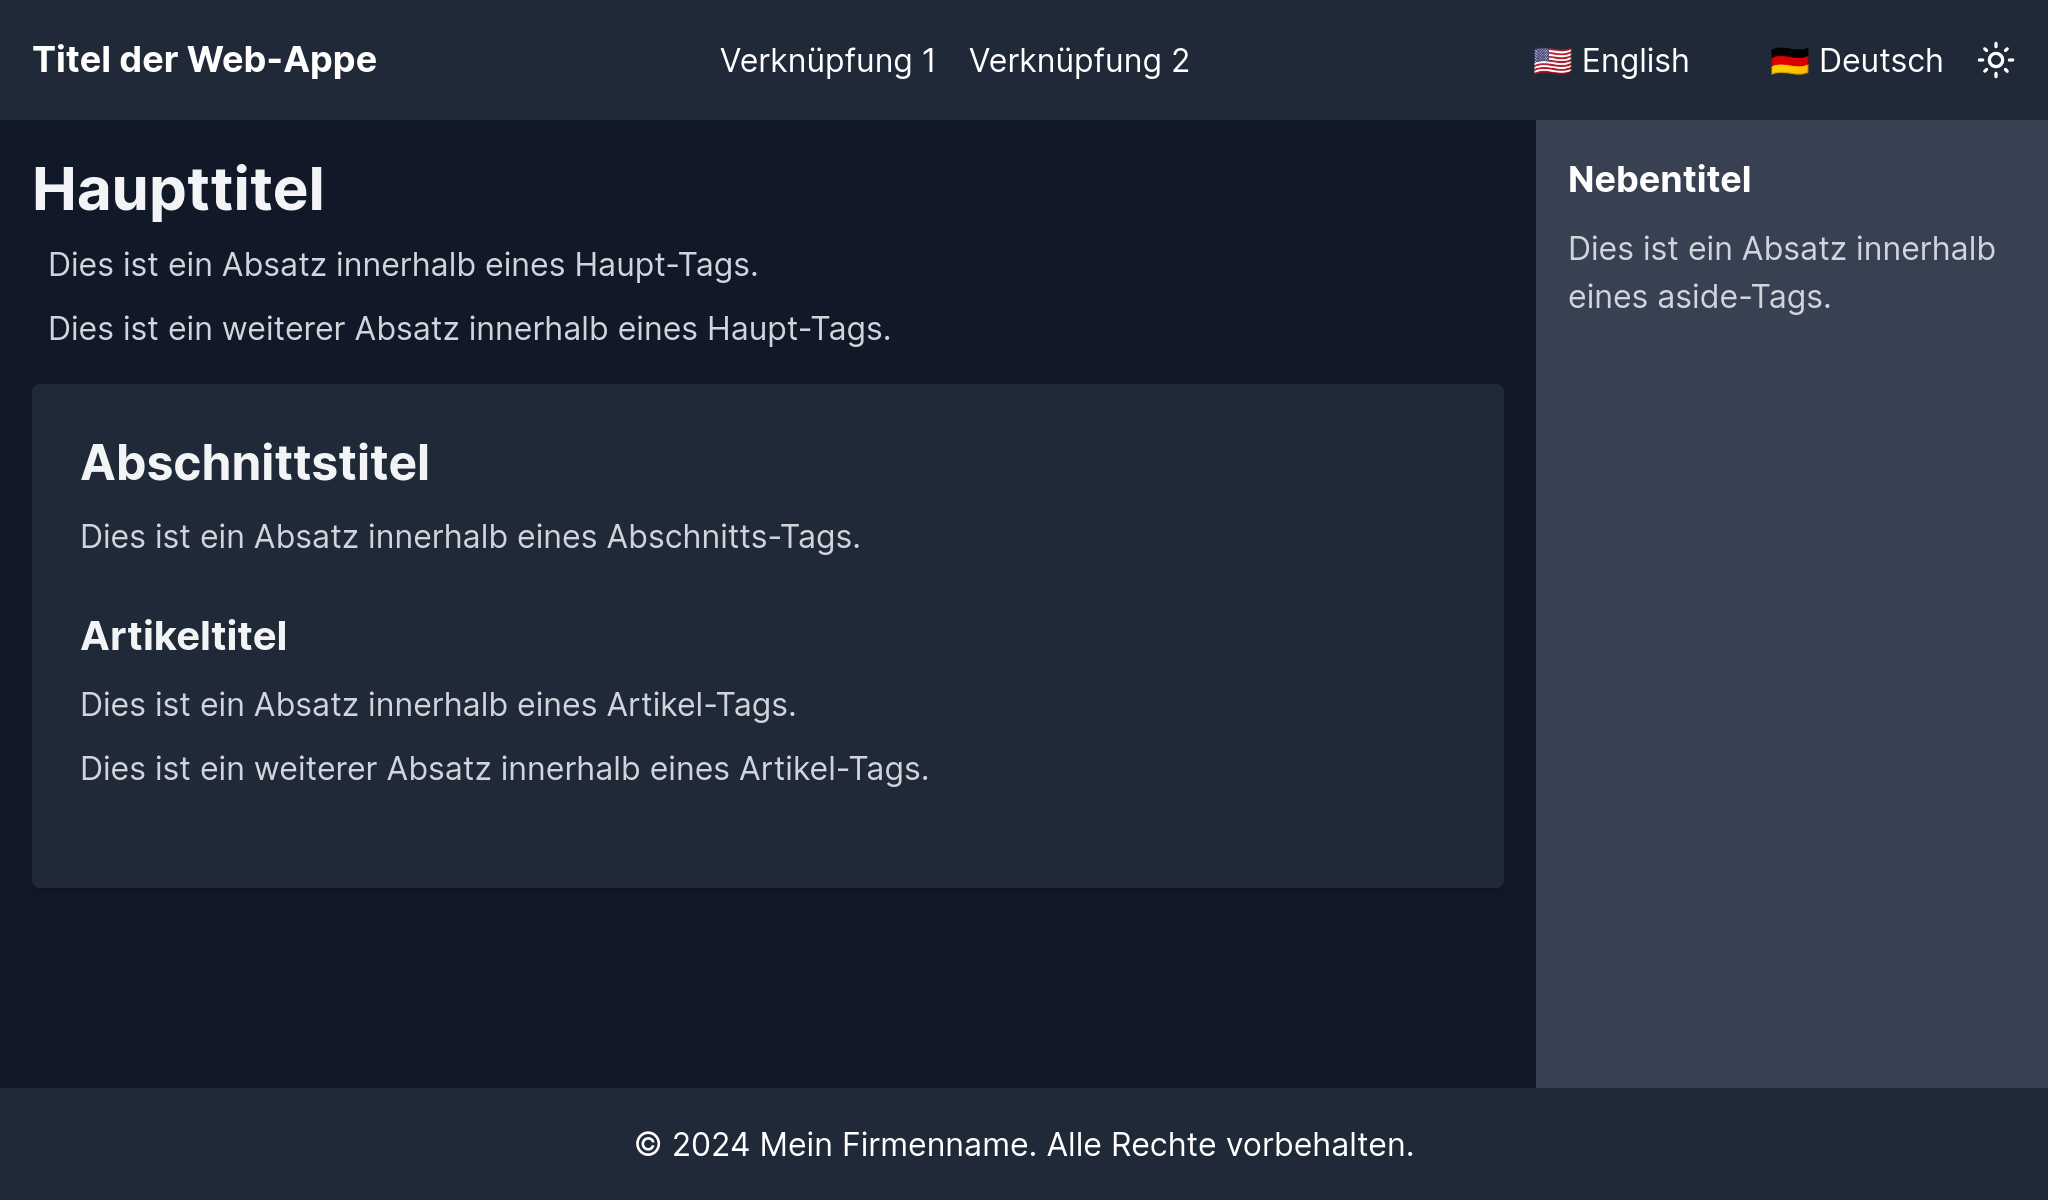 Titel der Web-Appe
Verknüpfung 1
Verknüpfung 2
English
Deutsch
Haupttitel
Dies ist ein Absatz innerhalb eines Haupt-Tags.
Dies ist ein weiterer Absatz innerhalb eines Haupt-Tags.
Abschnittstitel
Dies ist ein Absatz innerhalb eines Abschnitts-Tags.
Artikeltitel
Dies ist ein Absatz innerhalb eines Artikel-Tags.
Dies ist ein weiterer Absatz innerhalb eines Artikel-Tags.
Nebentitel
Dies ist ein Absatz innerhalb
eines aside-Tags.
© 2024 Mein Firmenname. Alle Rechte vorbehalten.